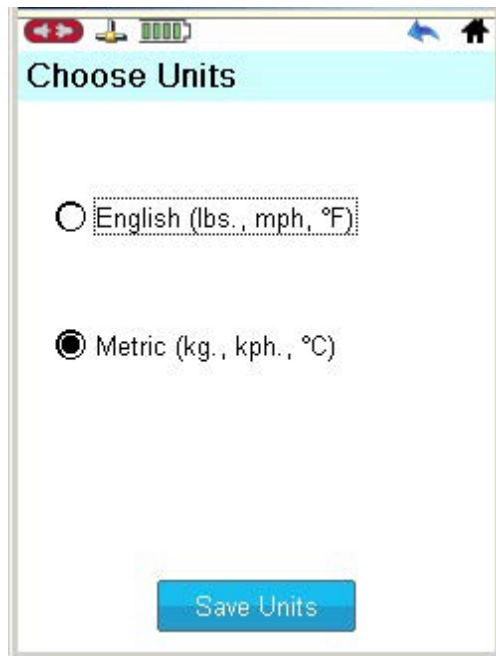 Choose Units
English (lbs., mph, °F)
Metric (kg., kph., °C)
Save Units